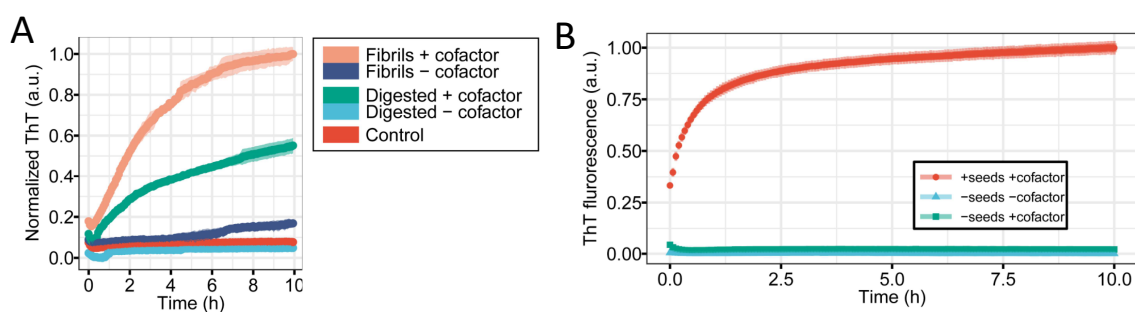 A
Normalized ThT (a.u.)
1.0
0.8
0.6
0.4
0.2
0.0
0 2 4 6 8 10
Time (h)
Fibrils + cofactor
Fibrils − cofactor
Digested + cofactor
Digested − cofactor
Control
B
ThT flurorescence (a.u.)
1.00
0.75
0.50
0.25
0.00
0.0 2.5 5.0 7.5 10.0
Time (h)
+seeds +cofactor
−seeds −cofactor
−seeds +cofactor